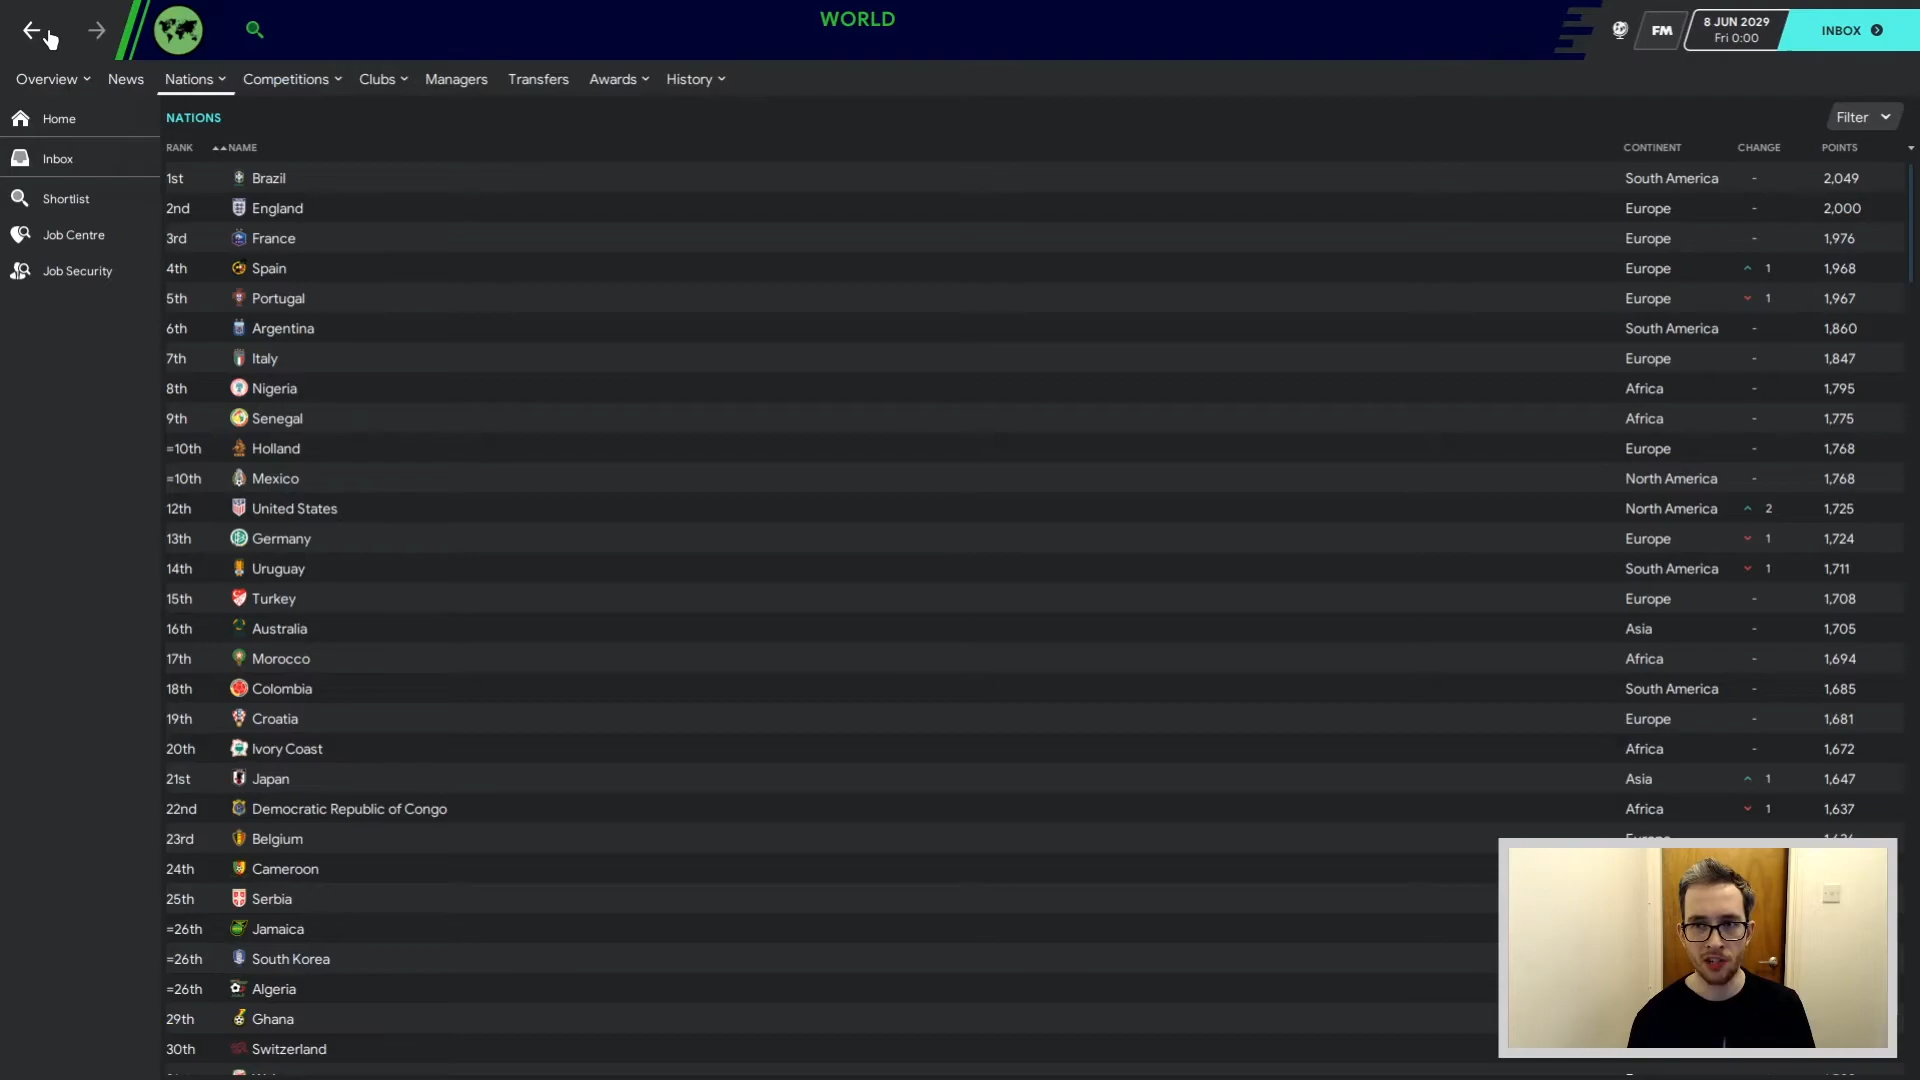 WORLD
FM
8 JUN 2029
Fri 0:00
INBOX
Overview News Nations Competitions Clubs Managers Transfers Awards History
Home
Inbox
Shortlist
Job Centre
Job Security
NATIONS
Filter
RANK NAME CONTINENT CHANGE POINTS
1st Brazil South America - 2,049
2nd England Europe - 2,000
3rd France Europe - 1,976
4th Spain Europe 1 1,968
5th Portugal Europe 1 1,967
6th Argentina South America - 1,860
7th Italy Europe - 1,847
8th Nigeria Africa - 1,795
9th Senegal Africa - 1,775
=10th Holland Europe - 1,768
=10th Mexico North America - 1,768
12th United States North America 2 1,725
13th Germany Europe 1 1,724
14th Uruguay South America 1 1,711
15th Turkey Europe - 1,708
16th Australia Asia - 1,705
17th Morocco Africa - 1,694
18th Colombia South America - 1,685
19th Croatia Europe - 1,681
20th Ivory Coast Africa - 1,672
21st Japan Asia 1 1,647
22nd Democratic Republic of Congo Africa 1 1,637
23rd Belgium Europe
24th Cameroon
25th Serbia
=26th Jamaica
=26th South Korea
=26th Algeria
29th Ghana
30th Switzerland